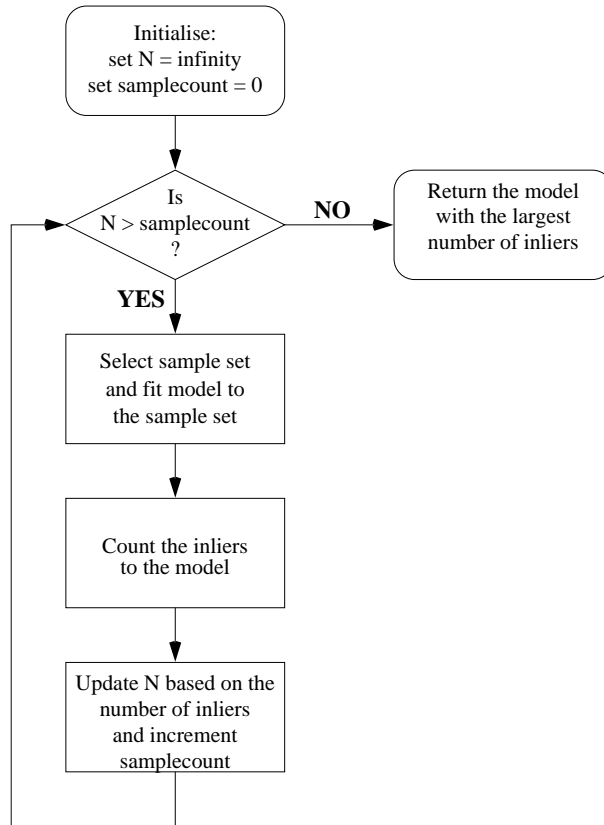 Initialise:
set N = infinity
set samplecount = 0
Is
N > samplecount
?
NO
Return the model
with the largest
number of inliers
YES
Select sample set
and fit model to
the sample set
Count the inliers
to the model
Update N based on the
number of inliers
and increment
samplecount